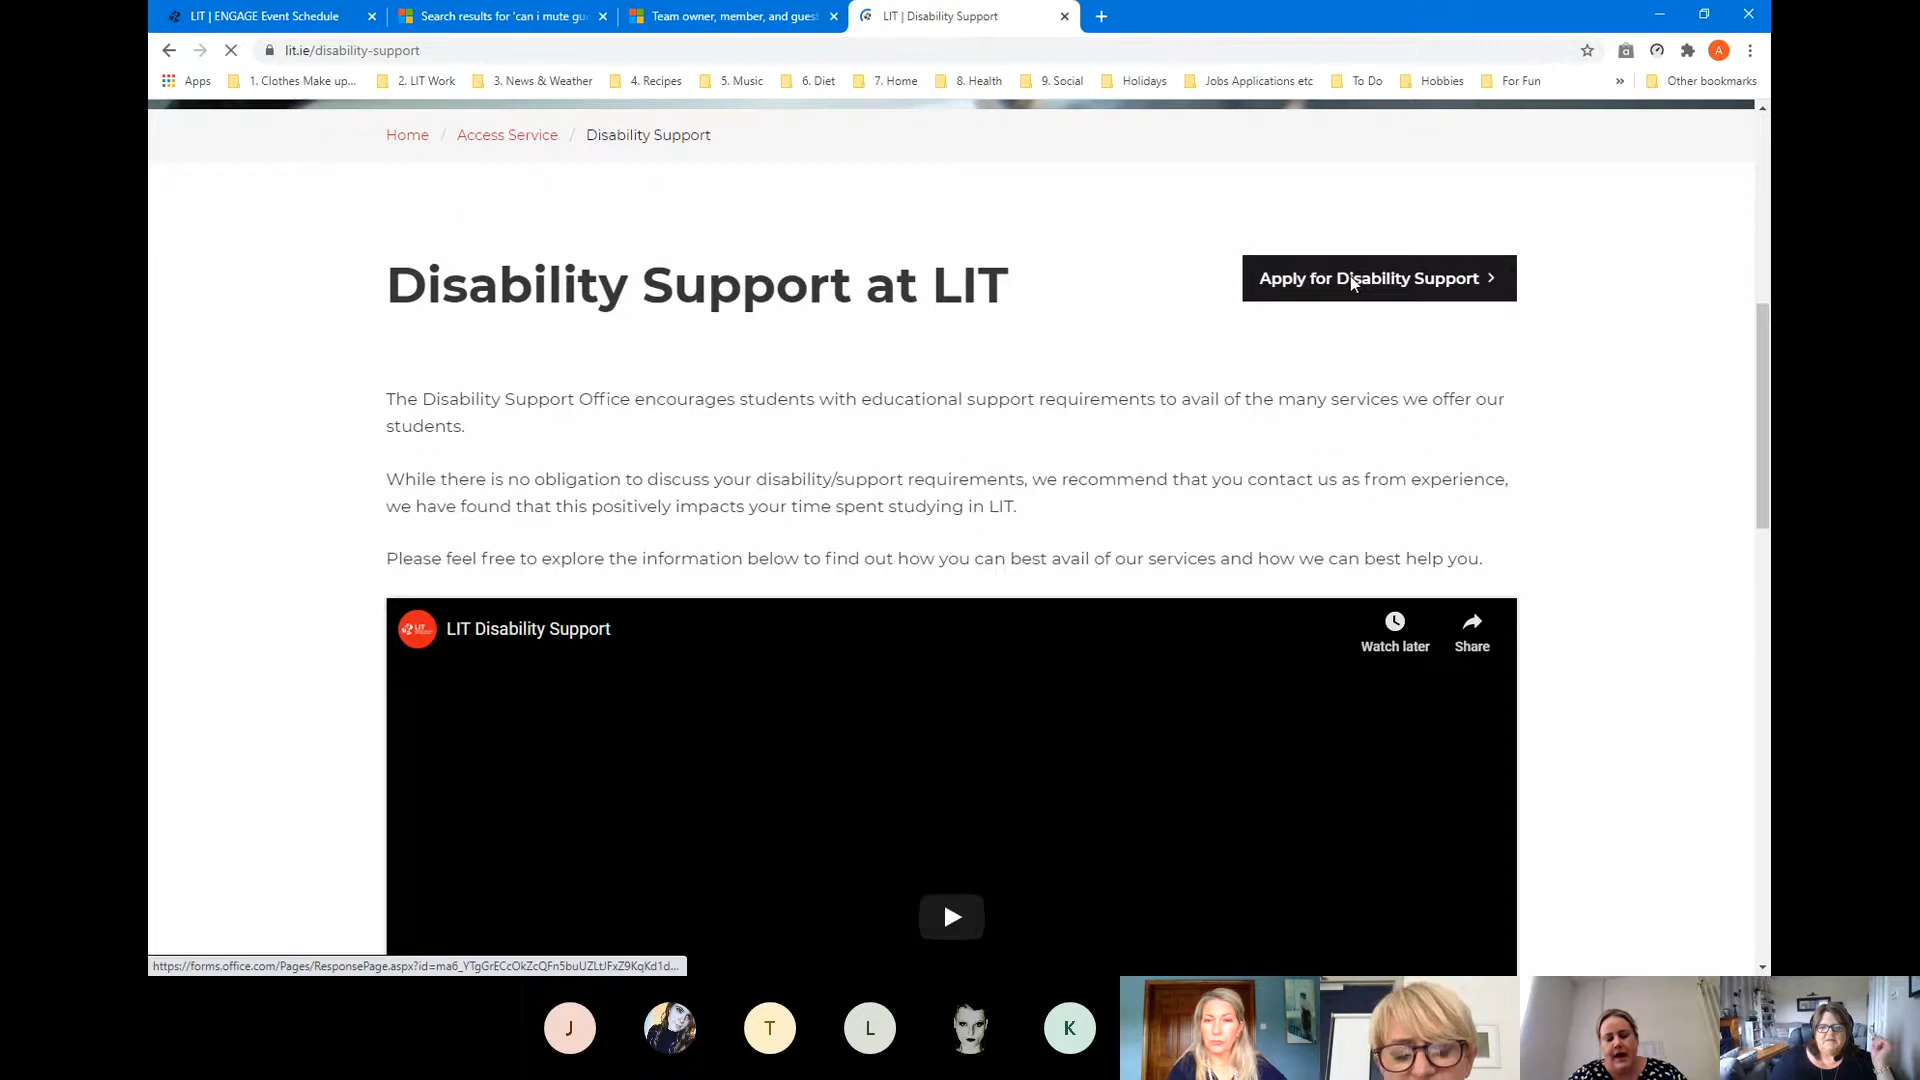 LIT | ENGAGE Event Schedule
Search results for 'can i mute gu
Team owner, member, and guest
LIT | Disability Support
lit.ie/disability-support
A
Apps
1. Clothes Make up...
2. LIT Work
3. News & Weather
4. Recipes
5. Music
6. Diet
7. Home
8. Health
9. Social
Holidays
Jobs Applications etc
To Do
Hobbies
For Fun
»
Other bookmarks
Home / Access Service / Disability Support
Disability Support at LIT
Apply for Disability Support
The Disability Support Office encourages students with educational support requirements to avail of the many services we offer our
students.
While there is no obligation to discuss your disability/support requirements, we recommend that you contact us as from experience,
we have found that this positively impacts your time spent studying in LIT.
Please feel free to explore the information below to find out how you can best avail of our services and how we can best help you.
LIT
LIT Disability Support
Watch later
Share
https://forms.office.com/Pages/ResponsePage.aspx?id=ma6_YTgGrECcOkZcQFn5buUZLtJFxZ9KqKd1d...
J
T
L
K